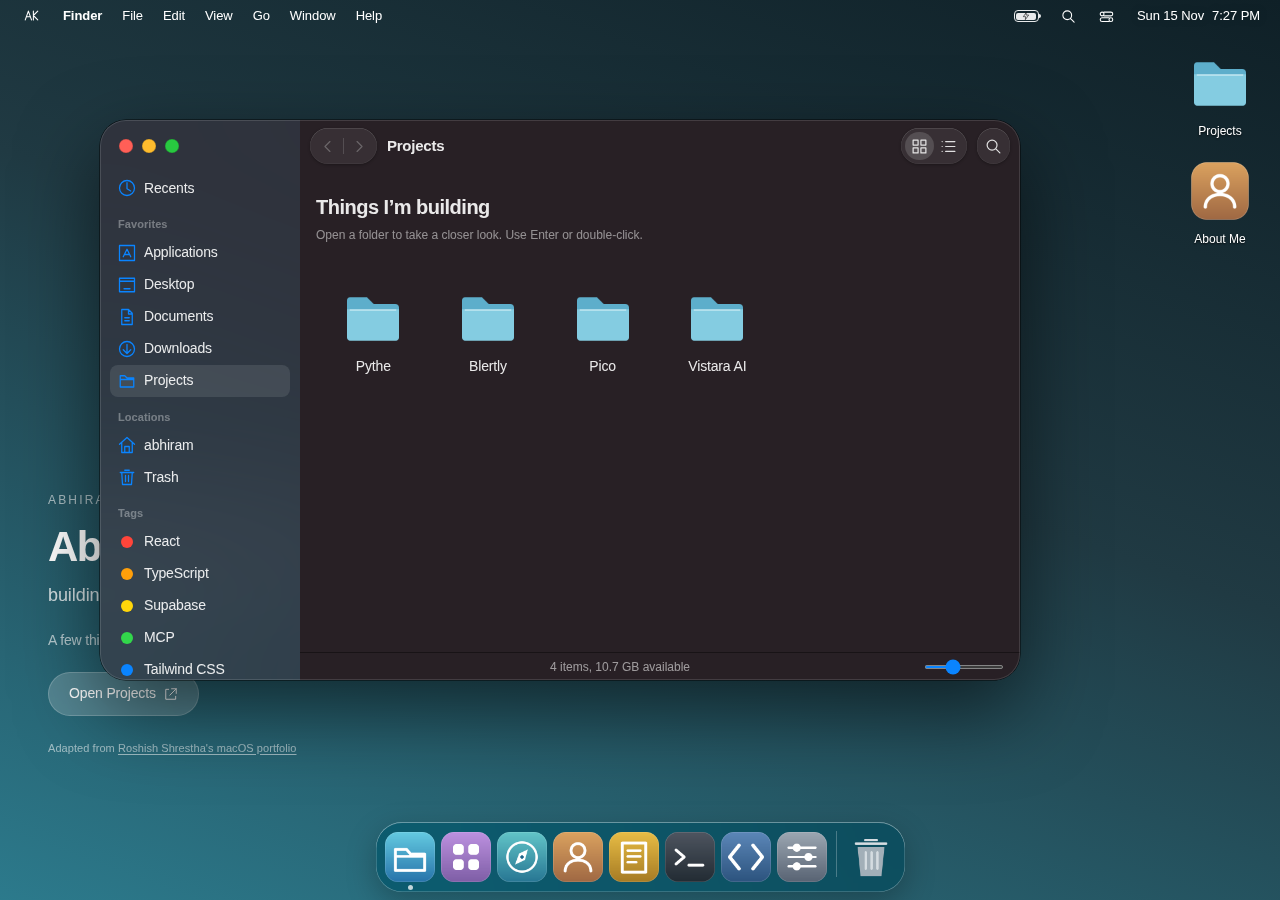 Finder File Edit View Go Window Help
Sun 15 Nov 7:27 PM
Projects
About Me
Projects
Recents
Favorites
Applications
Desktop
Documents
Downloads
Projects
Locations
abhiram
Trash
Tags
React
TypeScript
Supabase
MCP
Tailwind CSS
Things I’m building
Open a folder to take a closer look. Use Enter or double-click.
Pythe Blertly Pico Vistara AI
4 items, 10.7 GB available
ABHIRA
Ab
buildin
A few thi
Open Projects
Adapted from Roshish Shrestha's macOS portfolio